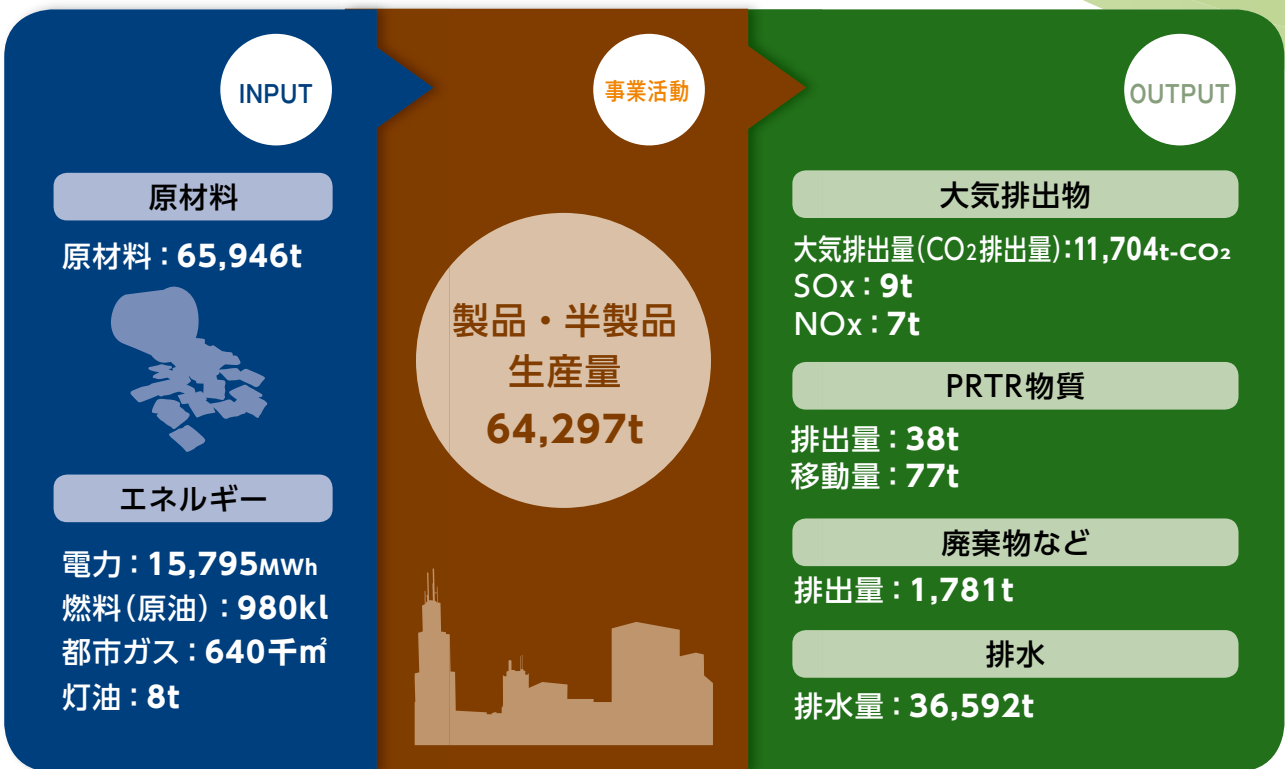 INPUT
原材料
原材料：65,946t
エネルギー
電力：15,795MWh
燃料(原油)：980kl
都市ガス：640千㎡
灯油：8t
事業活動
製品・半製品
生産量
64,297t
OUTPUT
大気排出物
大気排出量(CO₂排出量)：11,704t-CO₂
SOx：9t
NOx：7t
PRTR物質
排出量：38t
移動量：77t
廃棄物など
排出量：1,781t
排水
排水量：36,592t